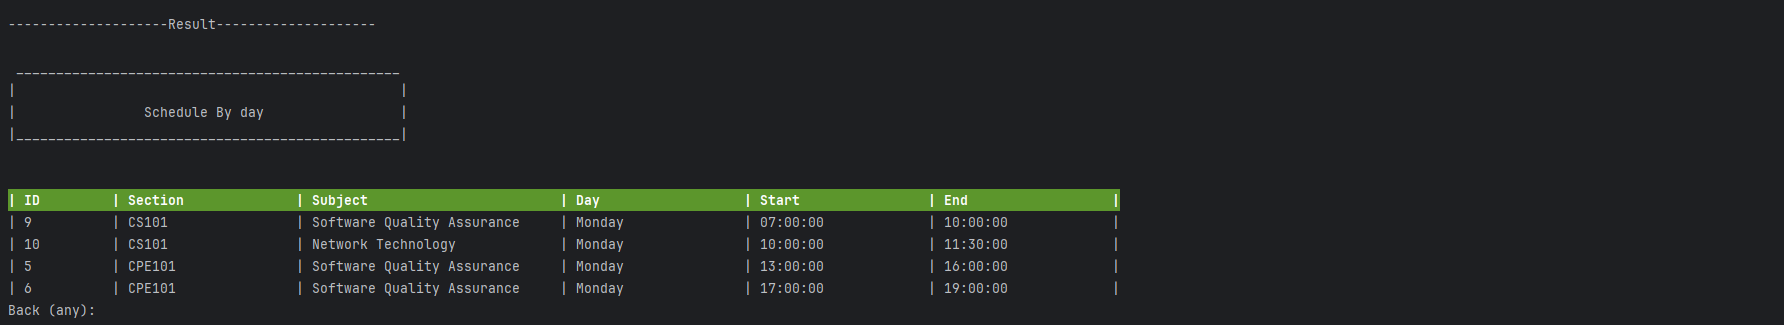 --------------------Result--------------------
 ________________________________________________
|                                                |
|                Schedule By day                 |
|________________________________________________|
| ID         | Section              | Subject                        | Day                  | Start                | End                  |
| 9          | CS101                | Software Quality Assurance     | Monday               | 07:00:00             | 10:00:00             |
| 10         | CS101                | Network Technology             | Monday               | 10:00:00             | 11:30:00             |
| 5          | CPE101               | Software Quality Assurance     | Monday               | 13:00:00             | 16:00:00             |
| 6          | CPE101               | Software Quality Assurance     | Monday               | 17:00:00             | 19:00:00             |
Back (any):